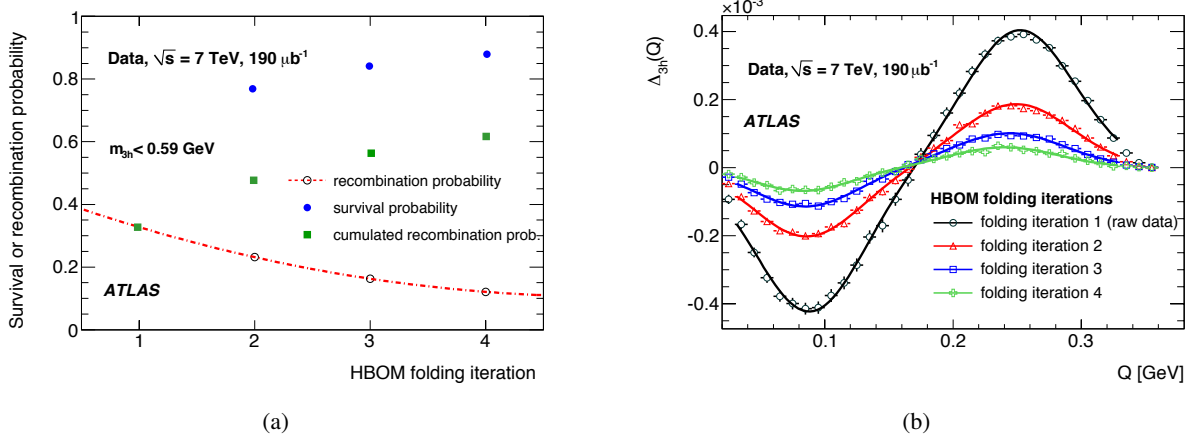 Survival or recombination probability
1
0.8
0.6
0.4
0.2
0
Data, √s = 7 TeV, 190 μb⁻¹
m₃ₕ < 0.59 GeV
recombination probability
survival probability
cumulated recombination prob.
ATLAS
1 2 3 4
HBOM folding iteration
(a)
×10⁻³
Δ₃ₕ(Q)
0.4
0.2
0
-0.2
-0.4
Data, √s = 7 TeV, 190 μb⁻¹
ATLAS
HBOM folding iterations
folding iteration 1 (raw data)
folding iteration 2
folding iteration 3
folding iteration 4
0.1 0.2 0.3
Q [GeV]
(b)